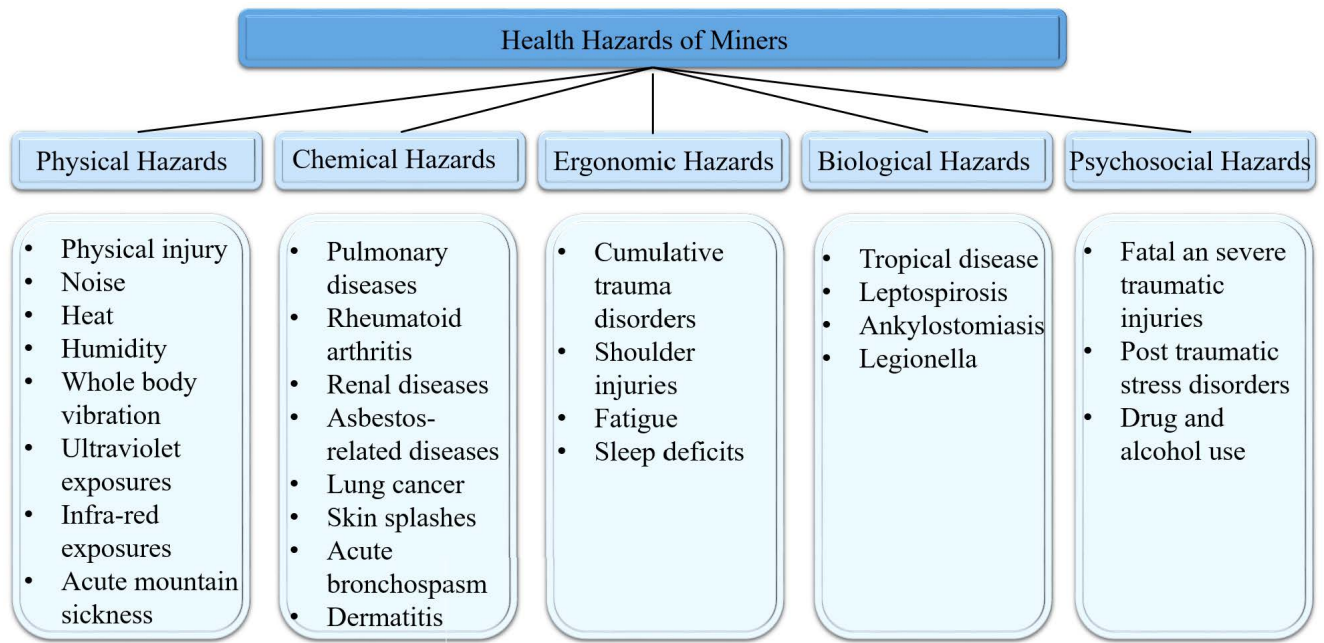 Health Hazards of Miners
Physical Hazards
• Physical injury
• Noise
• Heat
• Humidity
• Whole body
vibration
• Ultraviolet
exposures
• Infra-red
exposures
• Acute mountain
sickness
Chemical Hazards
• Pulmonary
diseases
• Rheumatoid
arthritis
• Renal diseases
• Asbestos-
related diseases
• Lung cancer
• Skin splashes
• Acute
bronchospasm
• Dermatitis
Ergonomic Hazards
• Cumulative
trauma
disorders
• Shoulder
injuries
• Fatigue
• Sleep deficits
Biological Hazards
• Tropical disease
• Leptospirosis
• Ankylostomiasis
• Legionella
Psychosocial Hazards
• Fatal an severe
traumatic
injuries
• Post traumatic
stress disorders
• Drug and
alcohol use